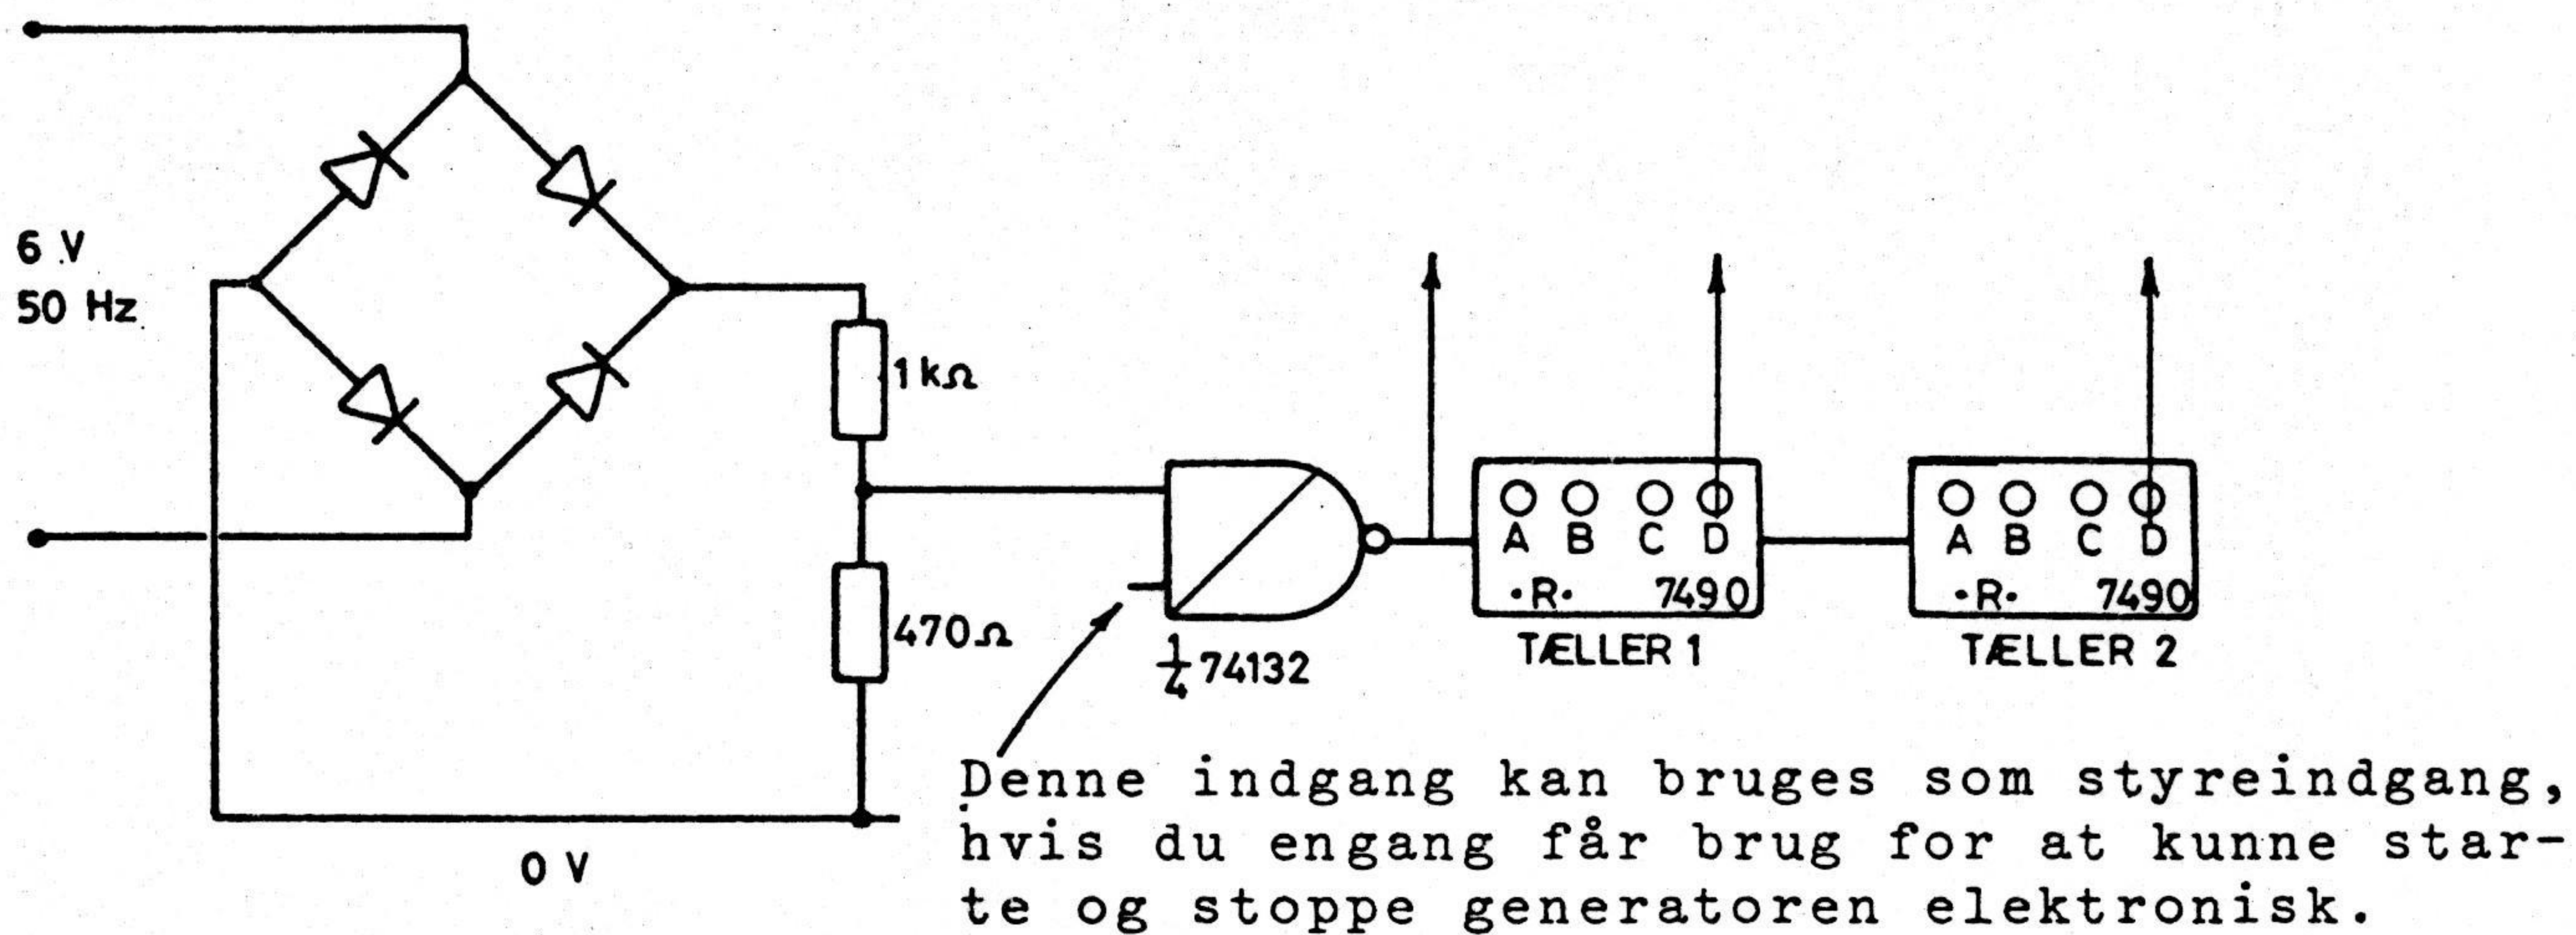 6 V
50 Hz
1 kΩ
470Ω
0 V
1/4 74132
A B C D
•R• 7490
TÆLLER 1
A B C D
•R• 7490
TÆLLER 2
Denne indgang kan bruges som styreindgang,
hvis du engang får brug for at kunne star-
te og stoppe generatoren elektronisk.